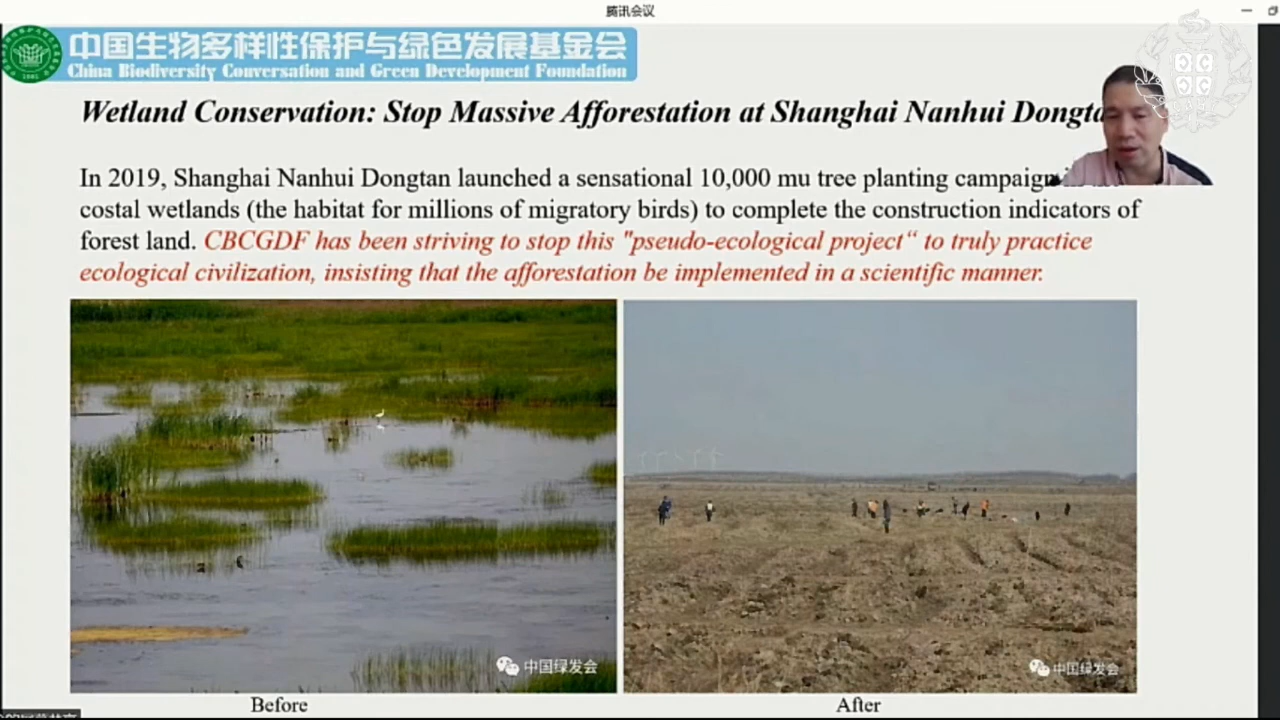 腾讯会议
中国生物多样性保护与绿色发展基金会
China Biodiversity Conversation and Green Development Foundation
Wetland Conservation: Stop Massive Afforestation at Shanghai Nanhui
In 2019, Shanghai Nanhui Dongtan launched a sensational 10,000 mu tree planting campaign
costal wetlands (the habitat for millions of migratory birds) to complete the construction indicators of
forest land. CBCGDF has been striving to stop this "pseudo-ecological project“ to truly practice
ecological civilization, insisting that the afforestation be implemented in a scientific manner.
中国绿发会
中国绿发会
Before
After